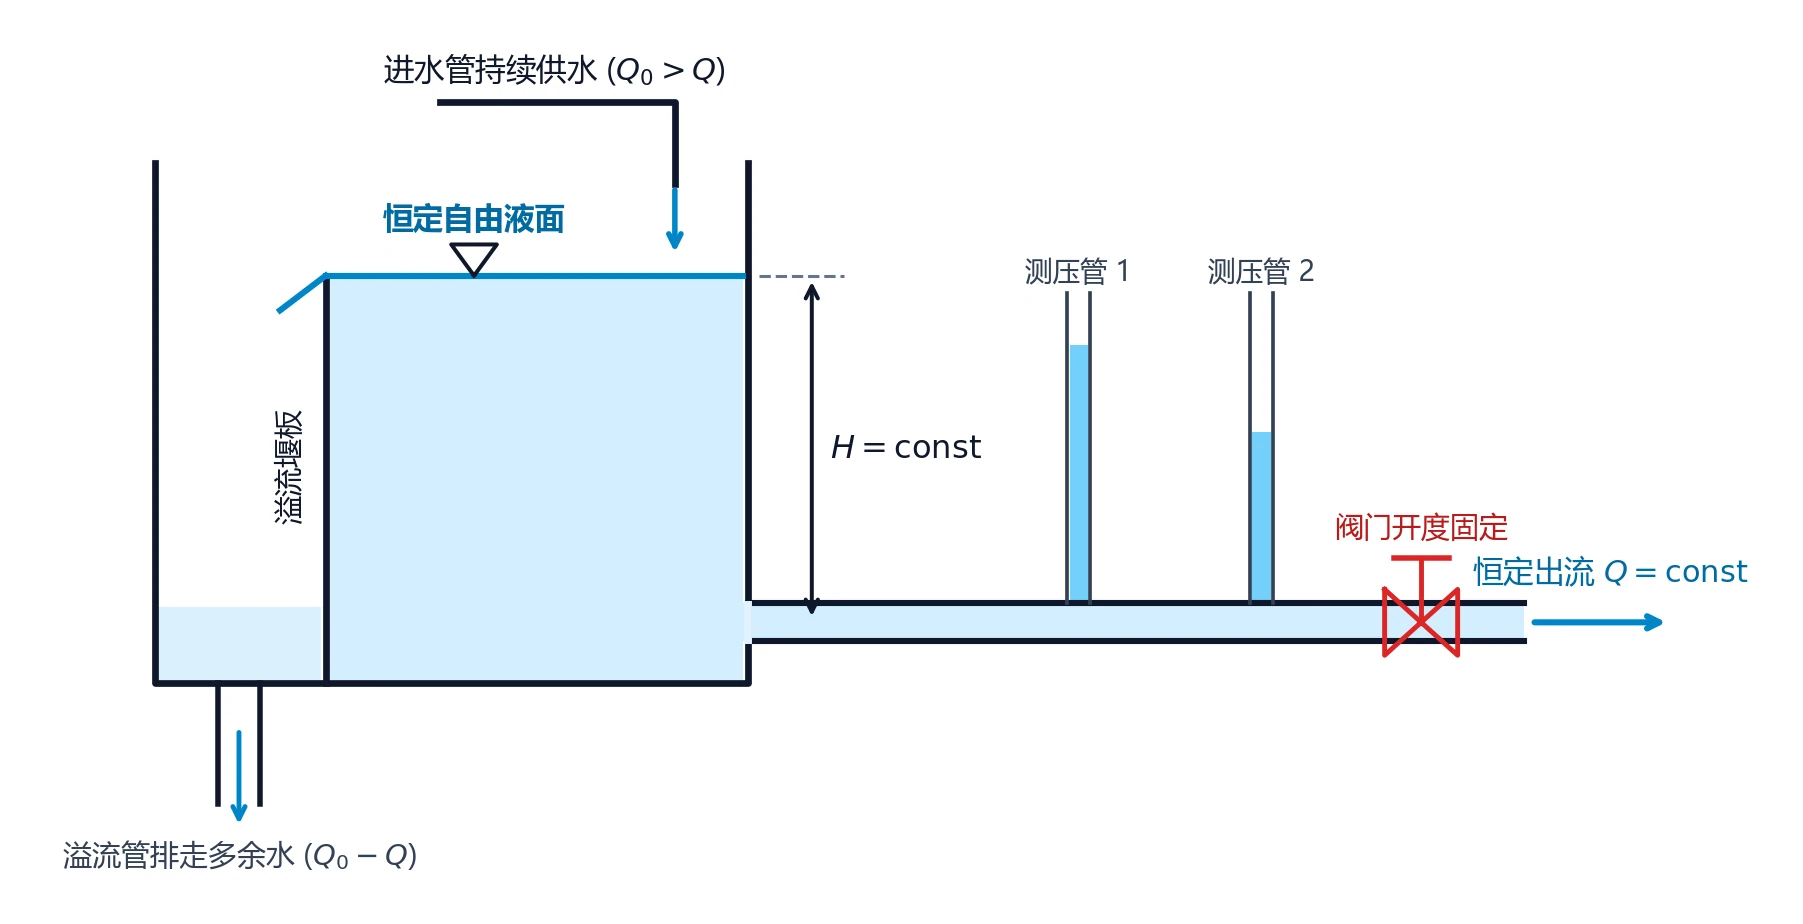 进水管持续供水 (Q₀ > Q)
恒定自由液面
测压管 1
测压管 2
溢流堰板
H = const
阀门开度固定
恒定出流 Q = const
溢流管排走多余水 (Q₀ − Q)